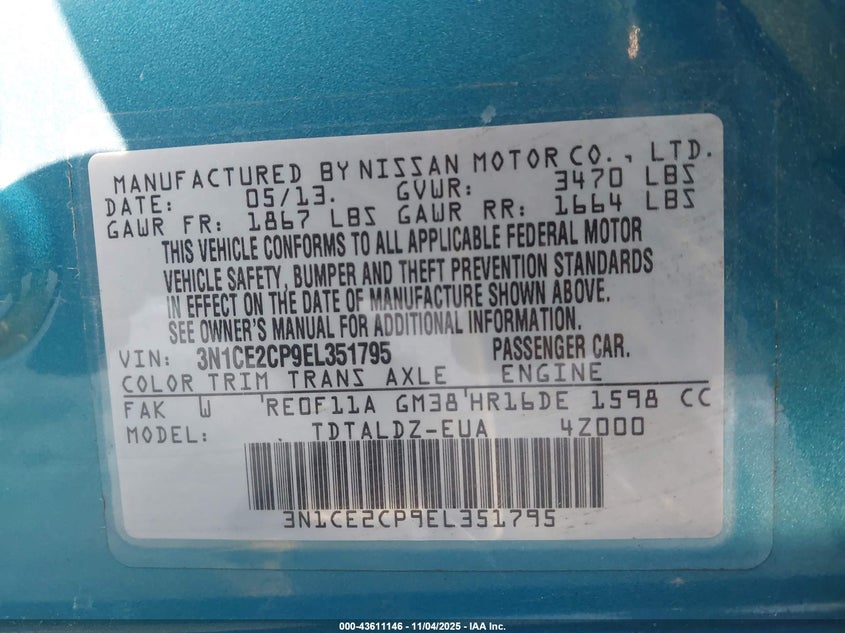 MANUFACTURED BY NISSAN MOTOR CO., LTD.
DATE: 05/13. GVWR: 3470 LBS
GAWR FR: 1867 LBS GAWR RR: 1664 LBS
THIS VEHICLE CONFORMS TO ALL APPLICABLE FEDERAL MOTOR
VEHICLE SAFETY, BUMPER AND THEFT PREVENTION STANDARDS
IN EFFECT ON THE DATE OF MANUFACTURE SHOWN ABOVE.
SEE OWNER'S MANUAL FOR ADDITIONAL INFORMATION.
VIN: 3N1CE2CP9EL351795 PASSENGER CAR.
COLOR TRIM TRANS AXLE ENGINE
FAK W RE0F11A GM38 HR16DE 1598 CC
MODEL: TDTALDZ-EUA 4Z000
3N1CE2CP9EL351795
000-43611146 - 11/04/2025 - IAA Inc.